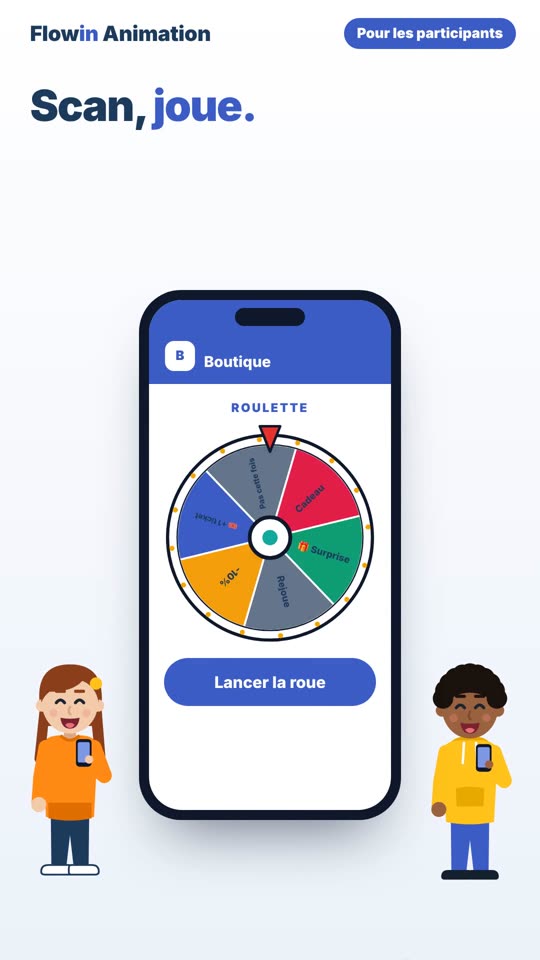 Flowin Animation
Pour les participants
Scan, joue.
B
Boutique
ROULETTE
Pas cette fois
Cadeau
🎟️ +1 ticket
🎁 Surprise
-10%
Rejoue
Lancer la roue